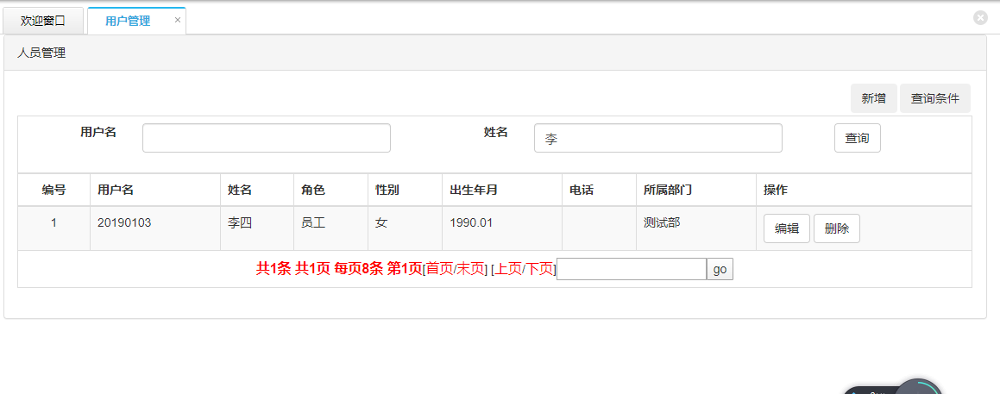 欢迎窗口 用户管理 ×
人员管理
新增 查询条件
用户名 姓名 李 查询
编号 用户名 姓名 角色 性别 出生年月 电话 所属部门 操作
1 20190103 李四 员工 女 1990.01 测试部 编辑 删除
共1条 共1页 每页8条 第1页[首页/末页] [上页/下页] go